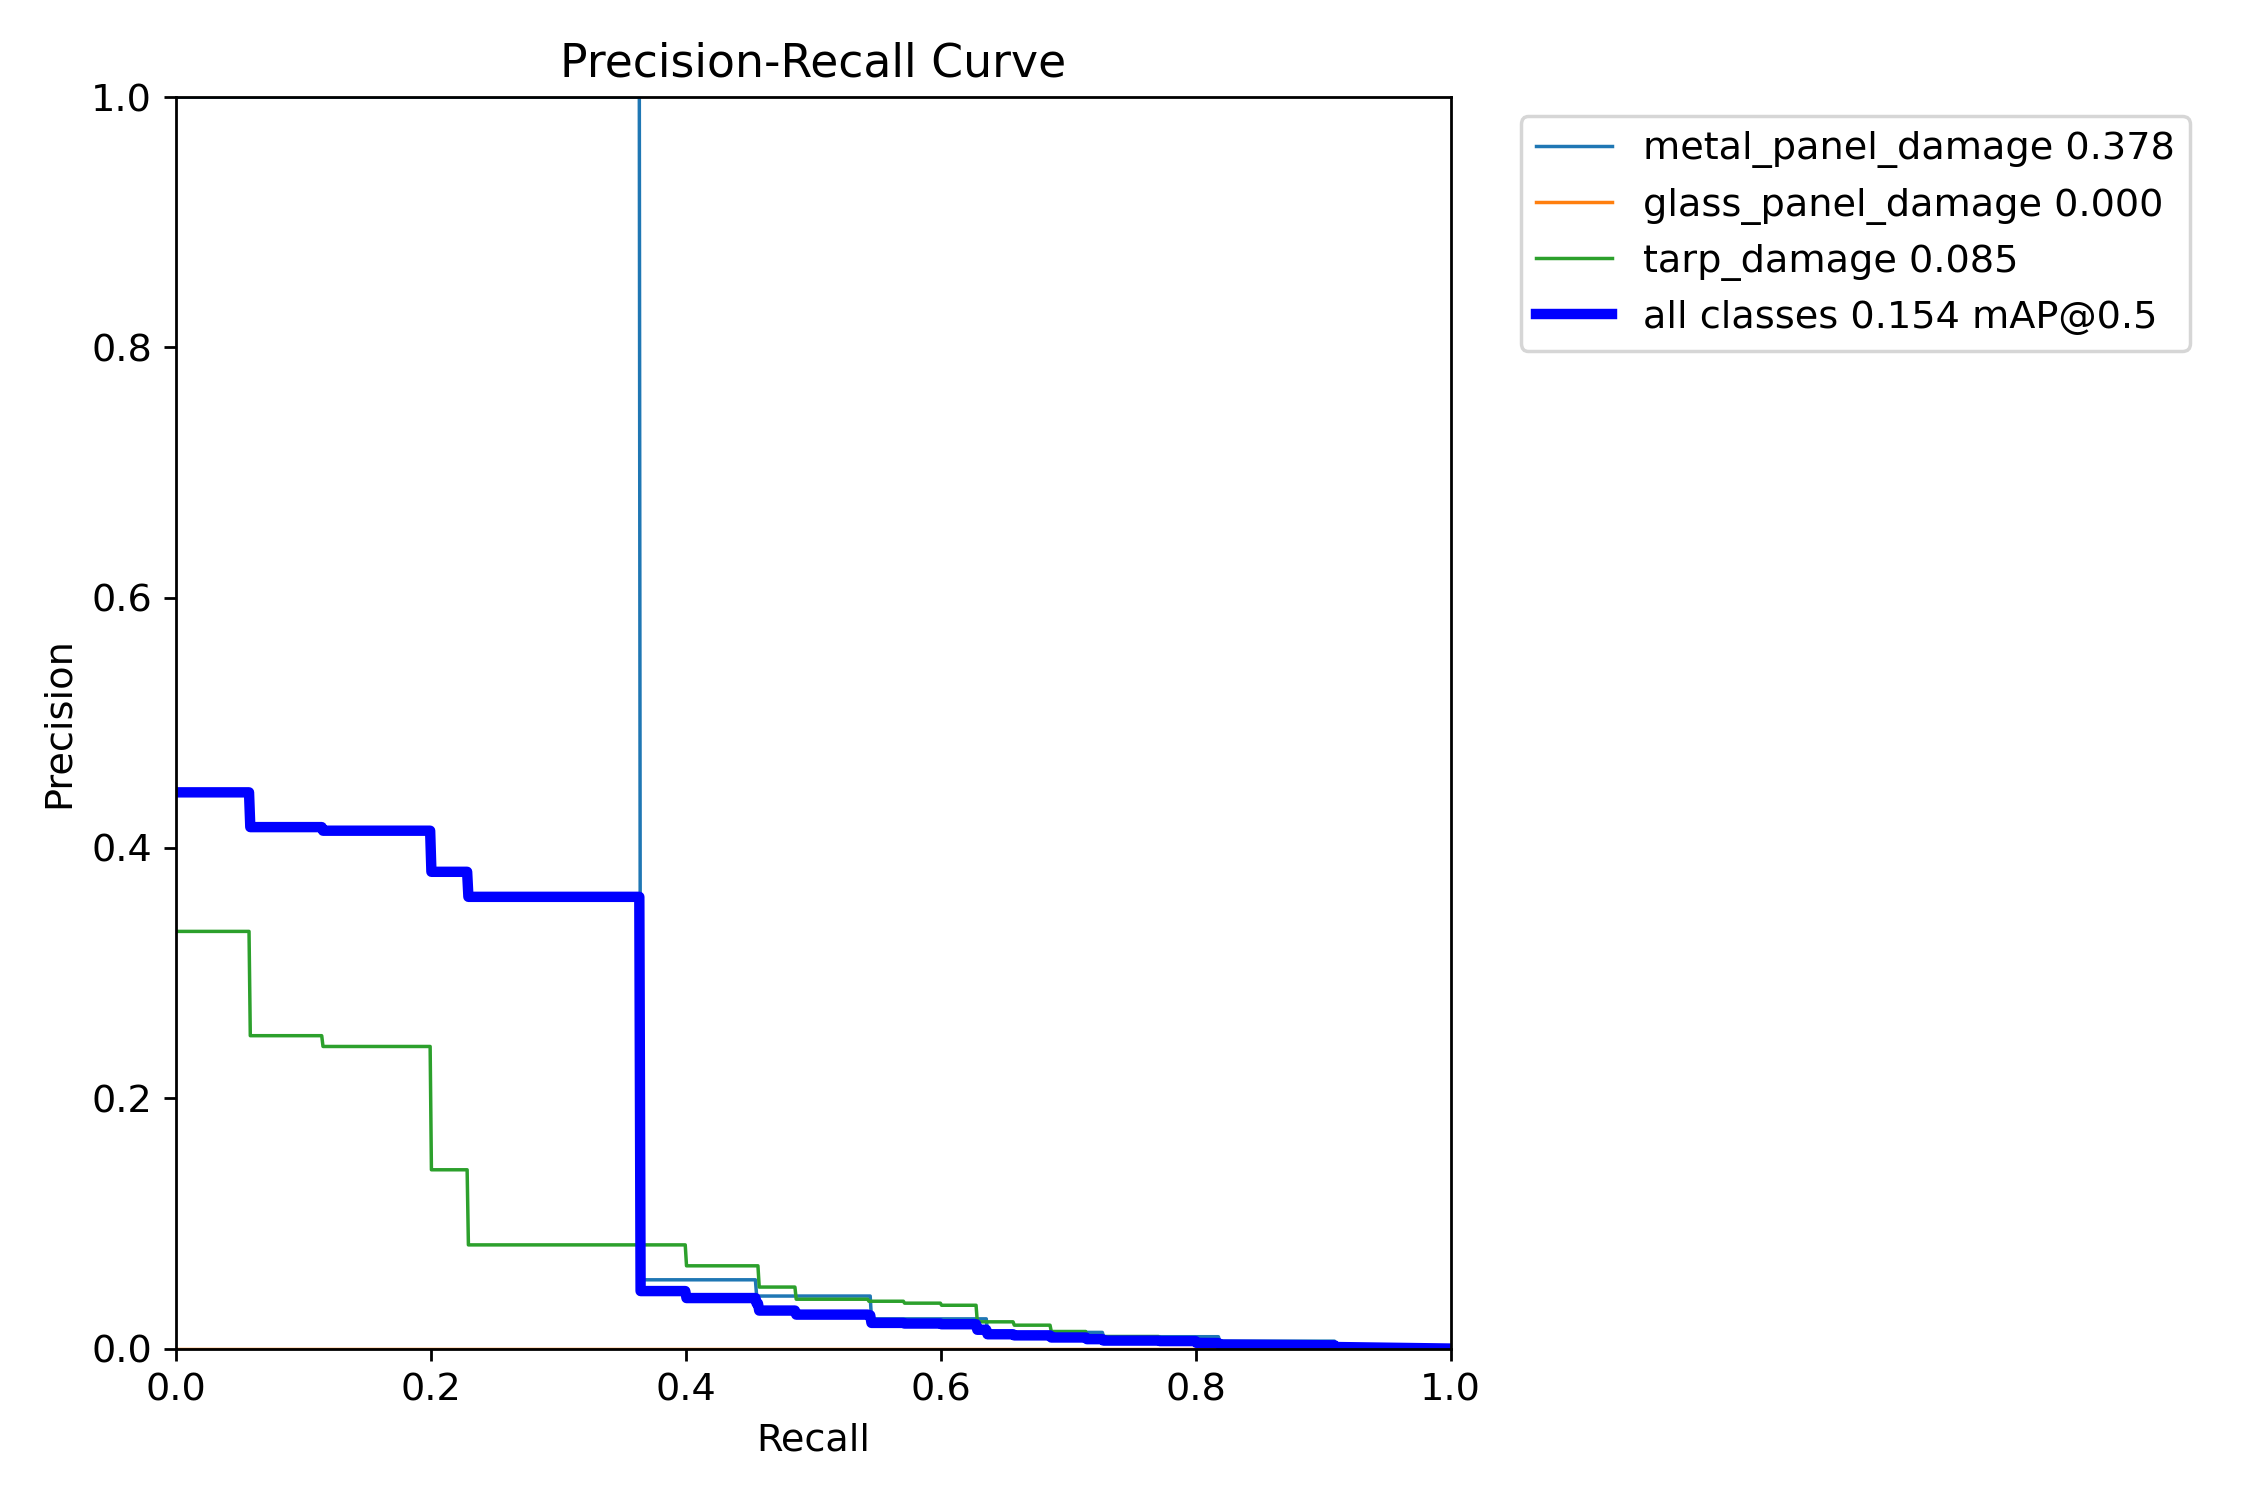 Precision-Recall Curve
1.0
0.8
0.6
0.4
0.2
0.0
Precision
0.0 0.2 0.4 0.6 0.8 1.0
Recall
metal_panel_damage 0.378
glass_panel_damage 0.000
tarp_damage 0.085
all classes 0.154 mAP@0.5